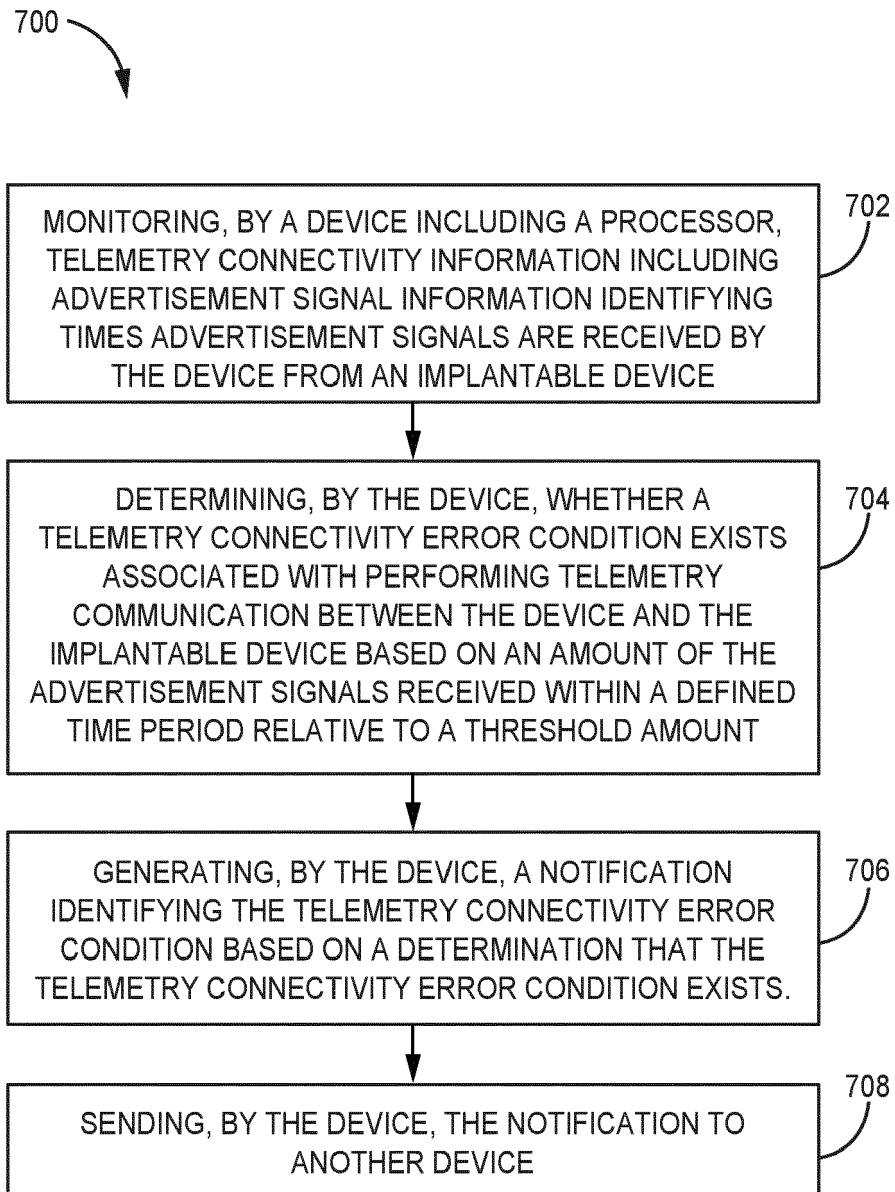 700
702
MONITORING, BY A DEVICE INCLUDING A PROCESSOR,
TELEMETRY CONNECTIVITY INFORMATION INCLUDING
ADVERTISEMENT SIGNAL INFORMATION IDENTIFYING
TIMES ADVERTISEMENT SIGNALS ARE RECEIVED BY
THE DEVICE FROM AN IMPLANTABLE DEVICE
704
DETERMINING, BY THE DEVICE, WHETHER A
TELEMETRY CONNECTIVITY ERROR CONDITION EXISTS
ASSOCIATED WITH PERFORMING TELEMETRY
COMMUNICATION BETWEEN THE DEVICE AND THE
IMPLANTABLE DEVICE BASED ON AN AMOUNT OF THE
ADVERTISEMENT SIGNALS RECEIVED WITHIN A DEFINED
TIME PERIOD RELATIVE TO A THRESHOLD AMOUNT
706
GENERATING, BY THE DEVICE, A NOTIFICATION
IDENTIFYING THE TELEMETRY CONNECTIVITY ERROR
CONDITION BASED ON A DETERMINATION THAT THE
TELEMETRY CONNECTIVITY ERROR CONDITION EXISTS.
708
SENDING, BY THE DEVICE, THE NOTIFICATION TO
ANOTHER DEVICE